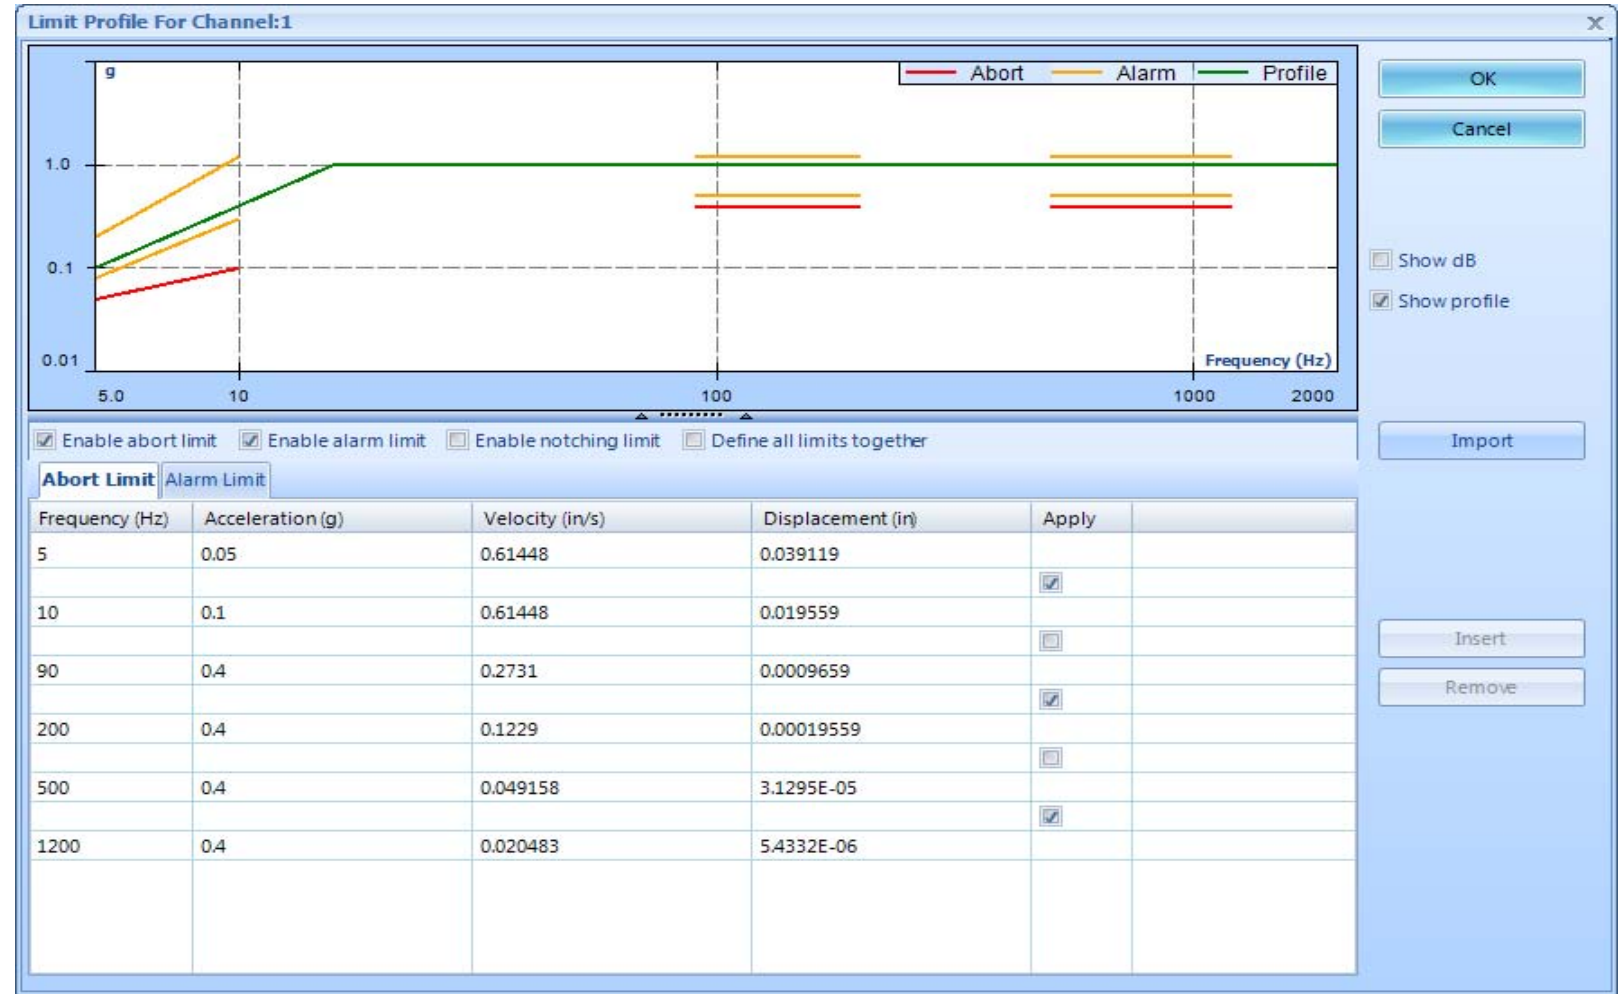 Limit Profile For Channel:1
X
g
Abort Alarm Profile
OK
Cancel
1.0
0.1
0.01
Frequency (Hz)
5.0 10 100 1000 2000
Show dB
Show profile
Enable abort limit Enable alarm limit Enable notching limit Define all limits together
Import
Abort Limit Alarm Limit
Frequency (Hz) Acceleration (g) Velocity (in/s) Displacement (in) Apply
5 0.05 0.61448 0.039119
10 0.1 0.61448 0.019559
Insert
90 0.4 0.2731 0.0009659
Remove
200 0.4 0.1229 0.00019559
500 0.4 0.049158 3.1295E-05
1200 0.4 0.020483 5.4332E-06